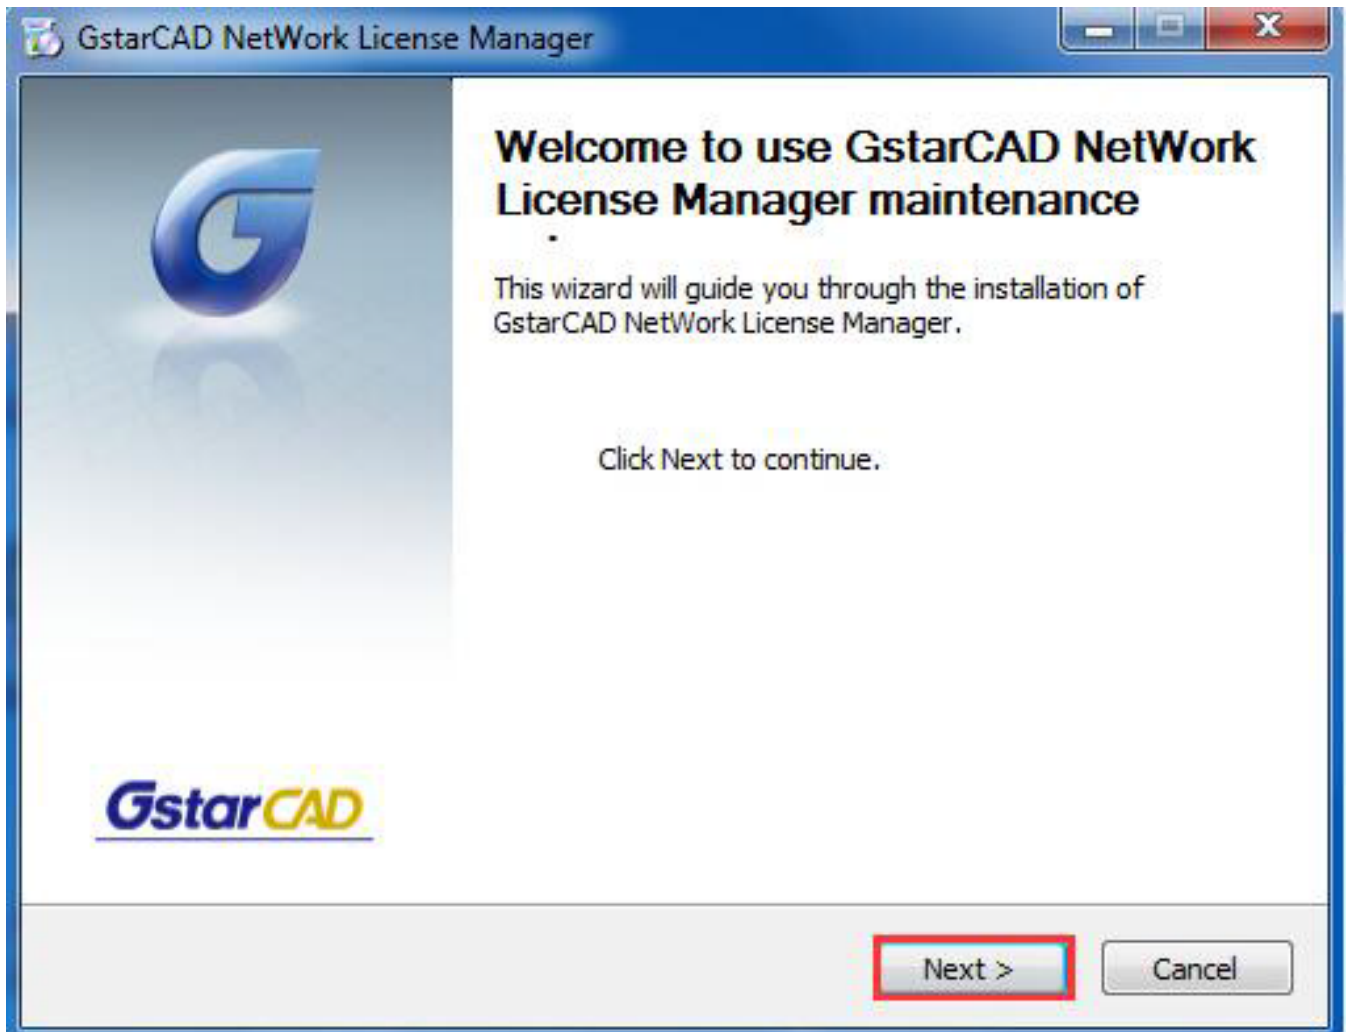 GstarCAD NetWork License Manager
Welcome to use GstarCAD NetWork
License Manager maintenance
This wizard will guide you through the installation of
GstarCAD NetWork License Manager.
Click Next to continue.
GstarCAD
Next >
Cancel